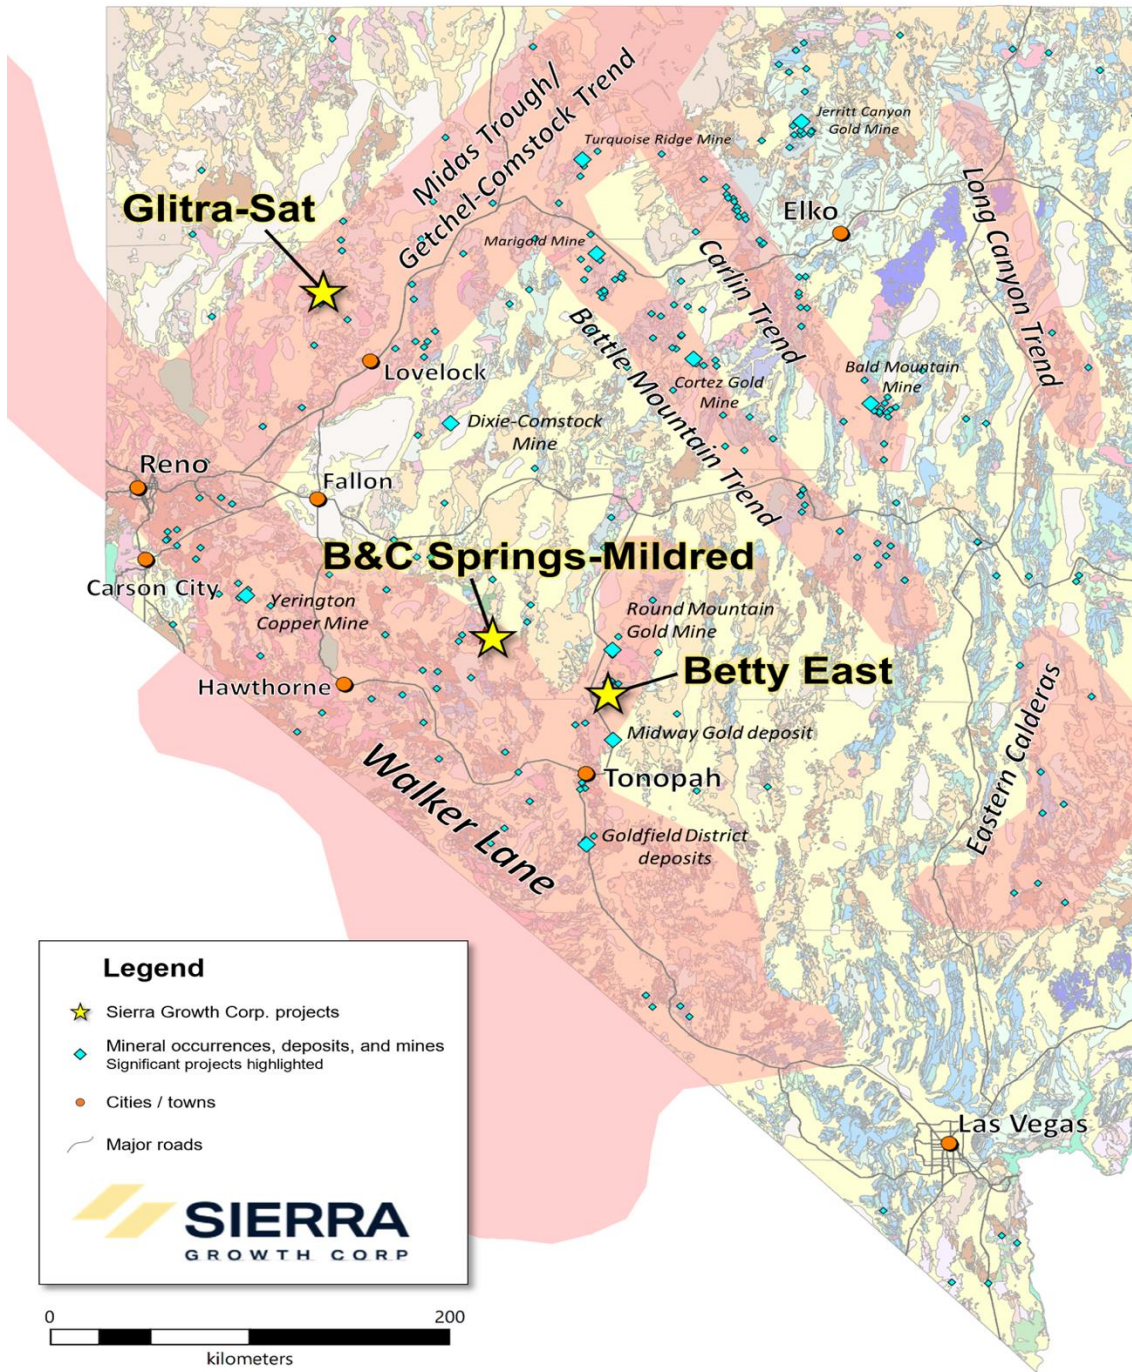 Midas Trough/
Getchel-Comstock Trend
Jerritt Canyon
Gold Mine
Turquoise Ridge Mine
Glitra-Sat
Elko
Long Canyon Trend
Marigold Mine
Carlin Trend
Battle Mountain Trend
Lovelock
Cortez Gold
Mine
Bald Mountain
Mine
Dixie-Comstock
Mine
Reno
Fallon
B&C Springs-Mildred
Carson City
Yerington
Copper Mine
Round Mountain
Gold Mine
Hawthorne
Betty East
Midway Gold deposit
Eastern Calderas
Tonopah
Walker Lane
Goldfield District
deposits
Las Vegas
Legend
Sierra Growth Corp. projects
Mineral occurrences, deposits, and mines
Significant projects highlighted
Cities / towns
Major roads
SIERRA
GROWTH CORP
0 200
kilometers